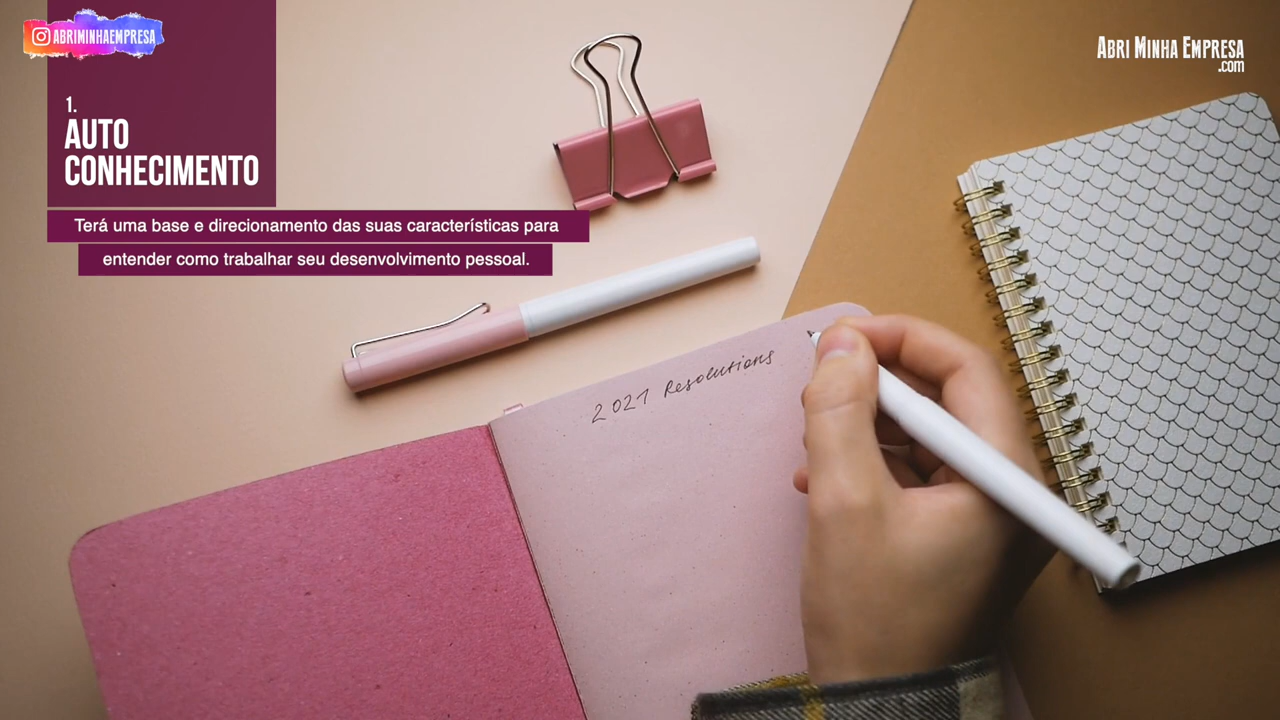 ABRIMINHAEMPRESA
ABRI MINHA EMPRESA
.com
1.
AUTO
CONHECIMENTO
Terá uma base e direcionamento das suas características para
entender como trabalhar seu desenvolvimento pessoal.
2021 Resolutions